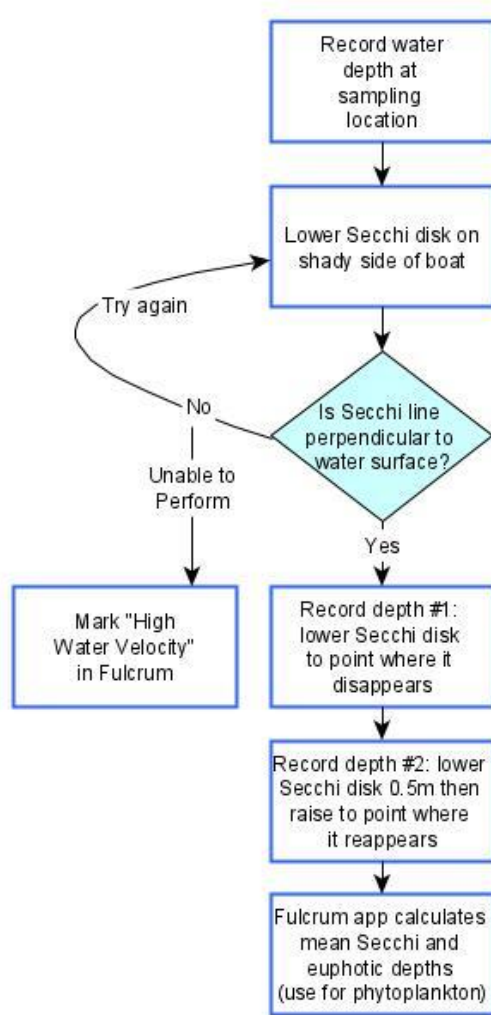 Record water
depth at
sampling
location
Lower Secchi disk on
shady side of boat
Try again
No
Is Secchi line
perpendicular to
water surface?
Unable to
Perform
Yes
Mark "High
Water Velocity"
in Fulcrum
Record depth #1:
lower Secchi disk
to point where it
disappears
Record depth #2: lower
Secchi disk 0.5m then
raise to point where
it reappears
Fulcrum app calculates
mean Secchi and
euphotic depths
(use for phytoplankton)